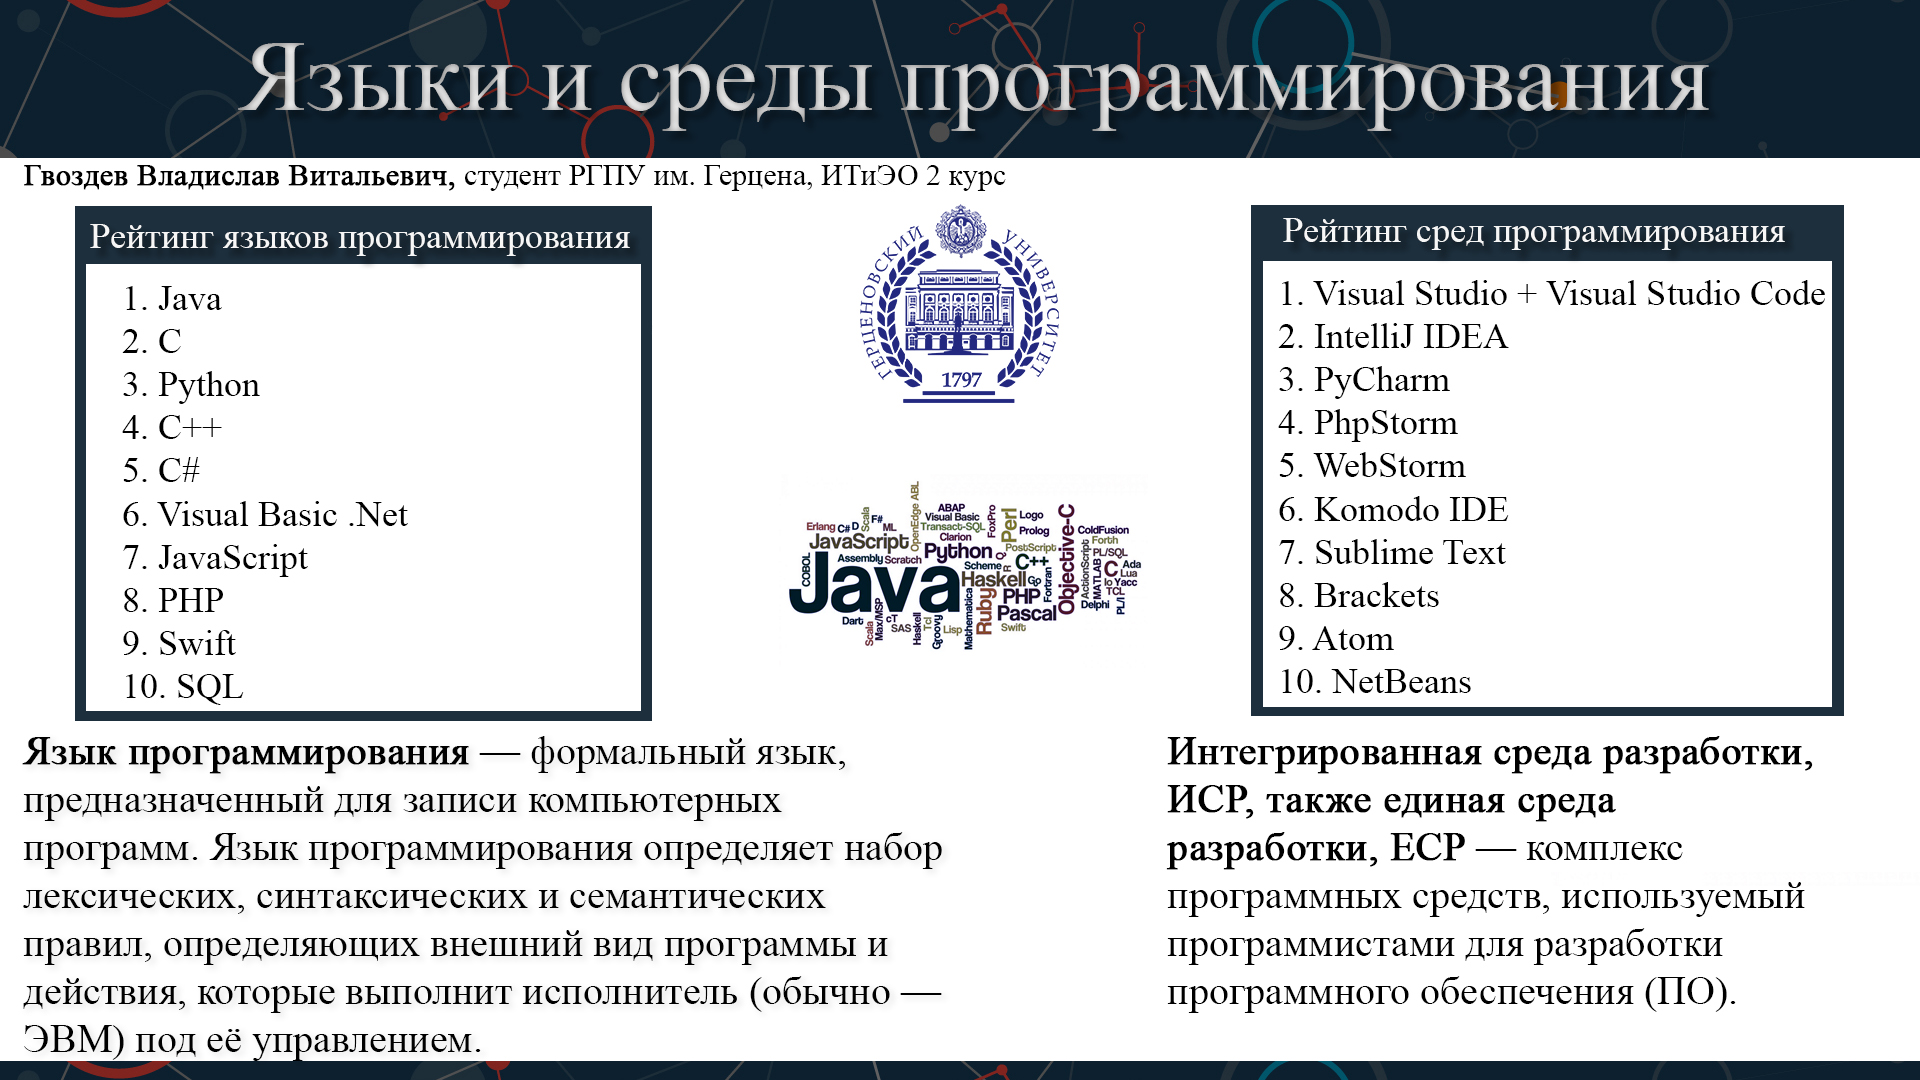 Языки и среды программирования
Гвоздев Владислав Витальевич, студент РГПУ им. Герцена, ИТиЭО 2 курс
Рейтинг языков программирования
1. Java
2. C
3. Python
4. C++
5. C#
6. Visual Basic .Net
7. JavaScript
8. PHP
9. Swift
10. SQL
ГЕРЦЕНОВСКИЙ УНИВЕРСИТЕТ
1797
Erlang
C#
D
Scala
F#
ML
OpenEdge ABL
ABAP
Visual Basic
Transact-SQL
Clarion
FoxPro
Perl
Logo
Prolog
Objective-C
ColdFusion
Forth
JavaScript
Assembly
Scratch
Python
Q
PostScript
ActionScript
PL/SQL
MATLAB
C
Ada
Lua
COBOL
Java
Scheme
R
C++
Haskell
Go
Fortran
Io
Yacc
TCL
Ruby
PHP
Pascal
Delphi
PL/I
Dart
Scala
Max/MSP
cT
SAS
Haskell
Tcl
Groovy
Lisp
Mathematica
Swift
Рейтинг сред программирования
1. Visual Studio + Visual Studio Code
2. IntelliJ IDEA
3. PyCharm
4. PhpStorm
5. WebStorm
6. Komodo IDE
7. Sublime Text
8. Brackets
9. Atom
10. NetBeans
Язык программирования — формальный язык,
предназначенный для записи компьютерных
программ. Язык программирования определяет набор
лексических, синтаксических и семантических
правил, определяющих внешний вид программы и
действия, которые выполнит исполнитель (обычно —
ЭВМ) под её управлением.
Интегрированная среда разработки,
ИСР, также единая среда
разработки, ЕСР — комплекс
программных средств, используемый
программистами для разработки
программного обеспечения (ПО).